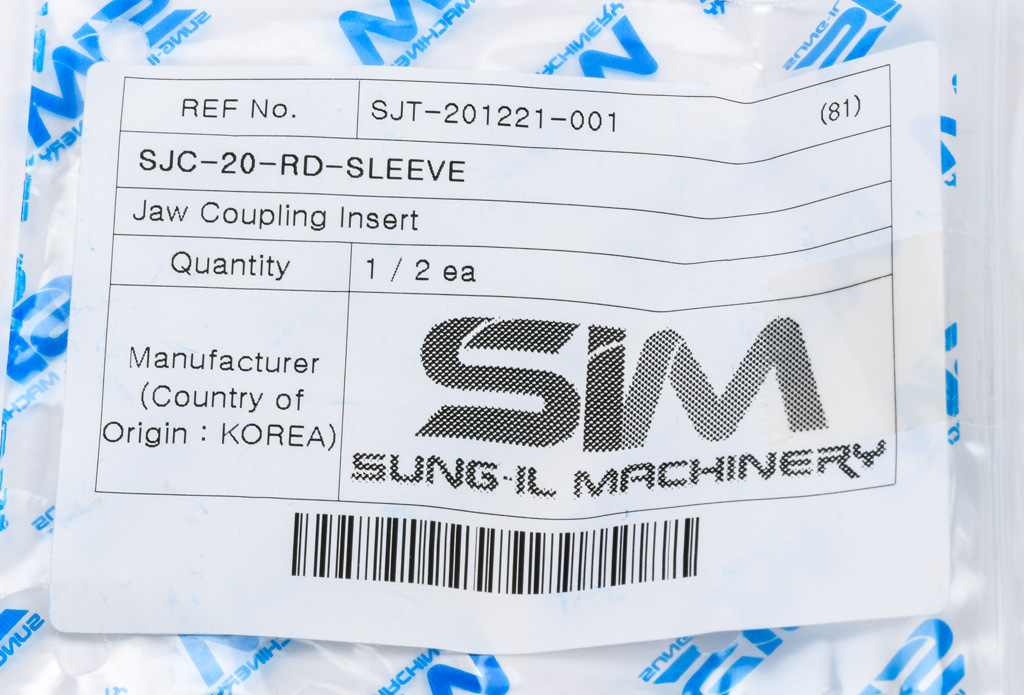 REF No. SJT-201221-001 (81)
SJC-20-RD-SLEEVE
Jaw Coupling Insert
Quantity 1 / 2 ea
Manufacturer
(Country of
Origin : KOREA)
SIM
SUNG-IL MACHINERY